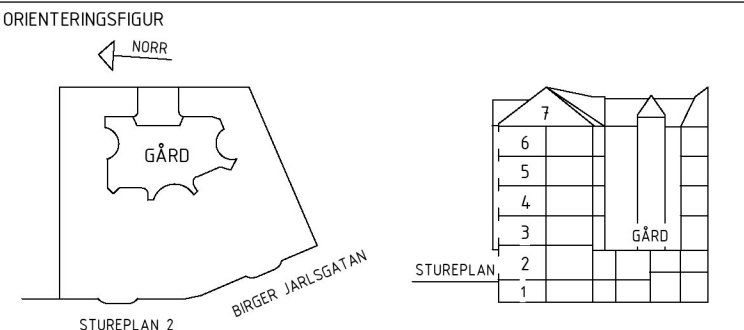 ORIENTERINGSFIGUR
NORR
GÅRD
BIRGER JARLSGATAN
STUREPLAN 2
7
6
5
4
3
GÅRD
2
STUREPLAN
1